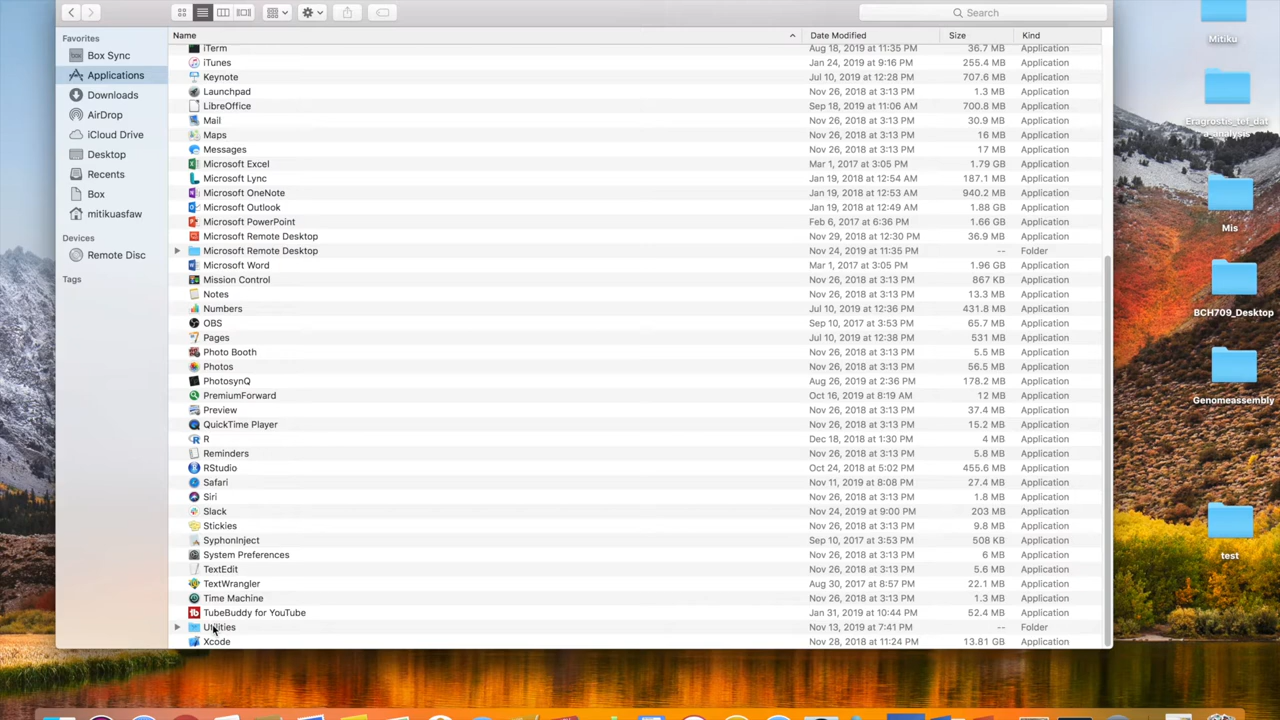 Search
Name Date Modified Size Kind
Favorites
Box Sync
Applications
Downloads
AirDrop
iCloud Drive
Desktop
Recents
Box
mitikuasfaw
Devices
Remote Disc
Tags
iTerm Aug 18, 2019 at 11:35 PM 36.7 MB Application
iTunes Jan 24, 2019 at 9:16 PM 255.4 MB Application
Keynote Jul 10, 2019 at 12:28 PM 707.6 MB Application
Launchpad Nov 26, 2018 at 3:13 PM 1.3 MB Application
LibreOffice Sep 18, 2019 at 11:06 AM 700.8 MB Application
Mail Nov 26, 2018 at 3:13 PM 30.9 MB Application
Maps Nov 26, 2018 at 3:13 PM 16 MB Application
Messages Nov 26, 2018 at 3:13 PM 17 MB Application
Microsoft Excel Mar 1, 2017 at 3:05 PM 1.79 GB Application
Microsoft Lync Jan 19, 2018 at 12:54 AM 187.1 MB Application
Microsoft OneNote Jan 19, 2018 at 12:53 AM 940.2 MB Application
Microsoft Outlook Jan 19, 2018 at 12:49 AM 1.88 GB Application
Microsoft PowerPoint Feb 6, 2017 at 6:36 PM 1.66 GB Application
Microsoft Remote Desktop Nov 29, 2018 at 12:30 PM 36.9 MB Application
Microsoft Remote Desktop Nov 24, 2019 at 11:35 PM -- Folder
Microsoft Word Mar 1, 2017 at 3:05 PM 1.96 GB Application
Mission Control Nov 26, 2018 at 3:13 PM 867 KB Application
Notes Nov 26, 2018 at 3:13 PM 13.3 MB Application
Numbers Jul 10, 2019 at 12:36 PM 431.8 MB Application
OBS Sep 10, 2017 at 3:53 PM 65.7 MB Application
Pages Jul 10, 2019 at 12:38 PM 531 MB Application
Photo Booth Nov 26, 2018 at 3:13 PM 5.5 MB Application
Photos Nov 26, 2018 at 3:13 PM 56.5 MB Application
PhotosynQ Aug 26, 2019 at 2:36 PM 178.2 MB Application
PremiumForward Oct 16, 2019 at 8:19 AM 12 MB Application
Preview Nov 26, 2018 at 3:13 PM 37.4 MB Application
QuickTime Player Nov 26, 2018 at 3:13 PM 15.2 MB Application
R Dec 18, 2018 at 1:30 PM 4 MB Application
Reminders Nov 26, 2018 at 3:13 PM 5.8 MB Application
RStudio Oct 24, 2018 at 5:02 PM 455.6 MB Application
Safari Nov 11, 2019 at 8:08 PM 27.4 MB Application
Siri Nov 26, 2018 at 3:13 PM 1.8 MB Application
Slack Nov 24, 2019 at 9:00 PM 203 MB Application
Stickies Nov 26, 2018 at 3:13 PM 9.8 MB Application
SyphonInject Sep 10, 2017 at 3:53 PM 508 KB Application
System Preferences Nov 26, 2018 at 3:13 PM 6 MB Application
TextEdit Nov 26, 2018 at 3:13 PM 5.6 MB Application
TextWrangler Aug 30, 2017 at 8:57 PM 22.1 MB Application
Time Machine Nov 26, 2018 at 3:13 PM 1.3 MB Application
TubeBuddy for YouTube Jan 31, 2019 at 10:44 PM 52.4 MB Application
Utilities Nov 13, 2019 at 7:41 PM -- Folder
Xcode Nov 28, 2018 at 11:24 PM 13.81 GB Application
Mitiku
Eragrostis_tef_dat
a_analysis
Mis
BCH709_Desktop
Genomeassembly
test